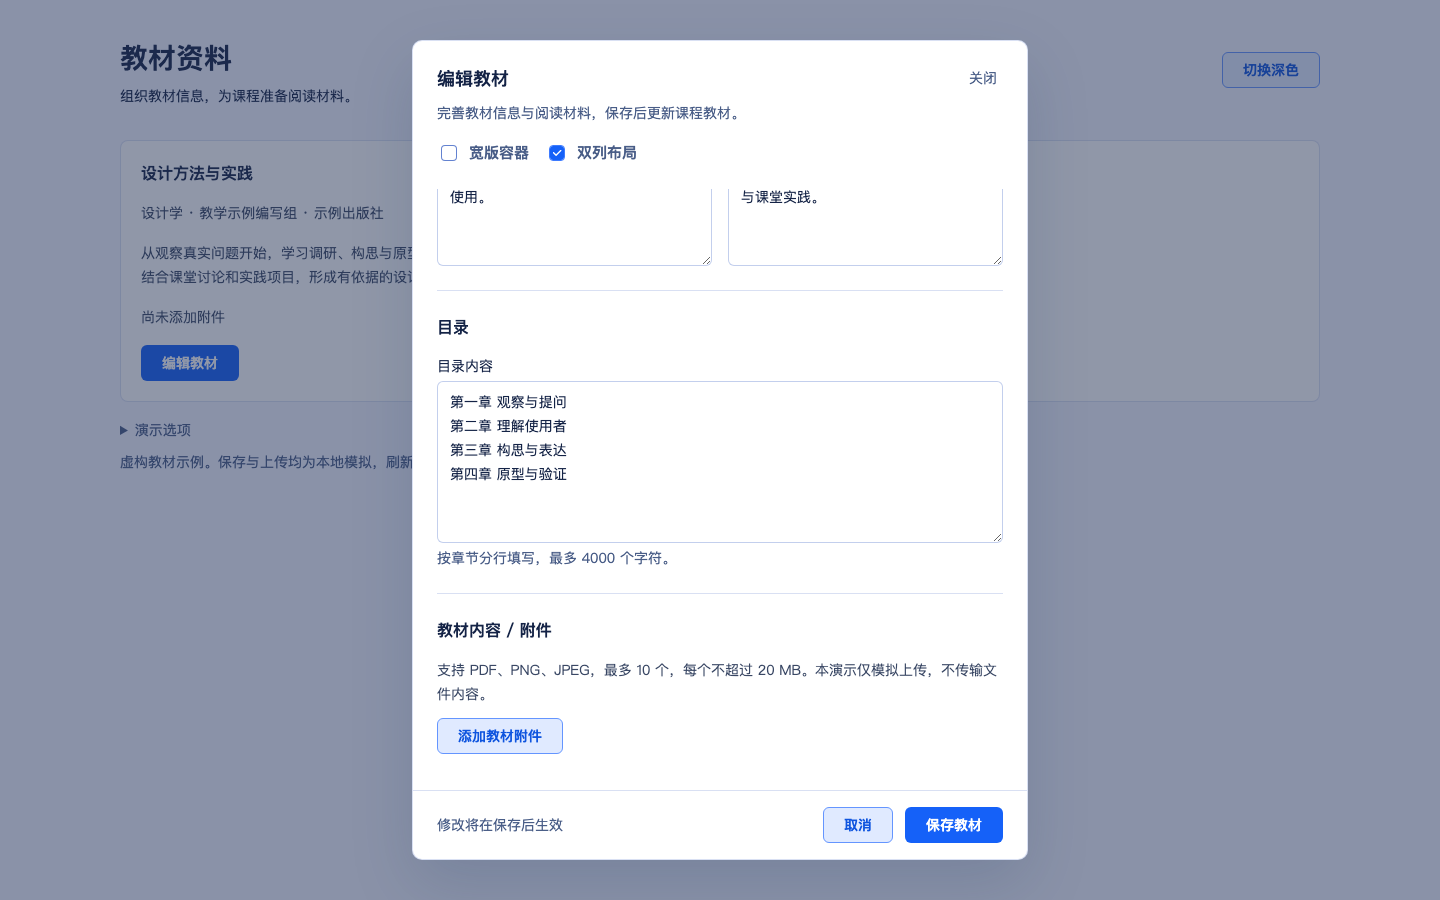 教材资料
组织教材信息，为课程准备阅读材料。
切换深色
设计方法与实践
设计学 · 教学示例编写组 · 示例出版社
从观察真实问题开始，学习调研、构思与原型
结合课堂讨论和实践项目，形成有依据的设计
尚未添加附件
编辑教材
演示选项
虚构教材示例。保存与上传均为本地模拟，刷新
编辑教材
关闭
完善教材信息与阅读材料，保存后更新课程教材。
宽版容器
双列布局
使用。
与课堂实践。
目录
目录内容
第一章 观察与提问
第二章 理解使用者
第三章 构思与表达
第四章 原型与验证
按章节分行填写，最多 4000 个字符。
教材内容 / 附件
支持 PDF、PNG、JPEG，最多 10 个，每个不超过 20 MB。本演示仅模拟上传，不传输文
件内容。
添加教材附件
修改将在保存后生效
取消
保存教材